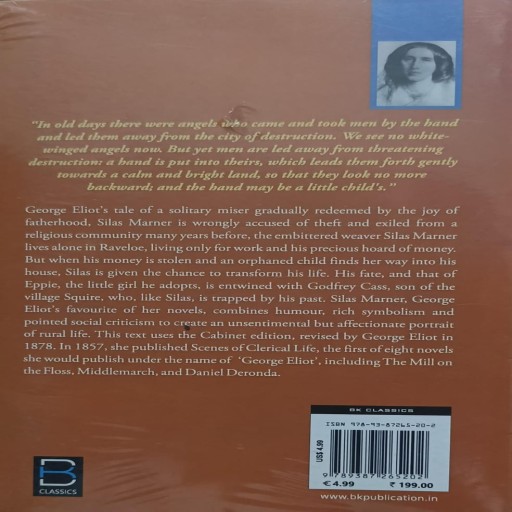 "In old days there were angels who came and took men by the hand
and led them away from the city of destruction. We see no white-
winged angels now. But yet men are led away from threatening
destruction: a hand is put into theirs, which leads them forth gently
towards a calm and bright land, so that they look no more
backward; and the hand may be a little child's."
George Eliot's tale of a solitary miser gradually redeemed by the joy of
fatherhood, Silas Marner is wrongly accused of theft and exiled from a
religious community many years before, the embittered weaver Silas Marner
lives alone in Raveloe, living only for work and his precious hoard of money.
But when his money is stolen and an orphaned child finds her way into his
house, Silas is given the chance to transform his life. His fate, and that of
Eppie, the little girl he adopts, is entwined with Godfrey Cass, son of the
village Squire, who, like Silas, is trapped by his past. Silas Marner, George
Eliot's favourite of her novels, combines humour, rich symbolism and
pointed social criticism to create an unsentimental but affectionate portrait
of rural life. This text uses the Cabinet edition, revised by George Eliot in
1878. In 1857, she published Scenes of Clerical Life, the first of eight novels
she would publish under the name of 'George Eliot', including The Mill on
the Floss, Middlemarch, and Daniel Deronda.
BK CLASSICS
ISBN 978-93-87265-20-2
US$ 4.99
9 789387 265202
€ 4.99 ₹ 199.00
www.bkpublication.in
BK
CLASSICS